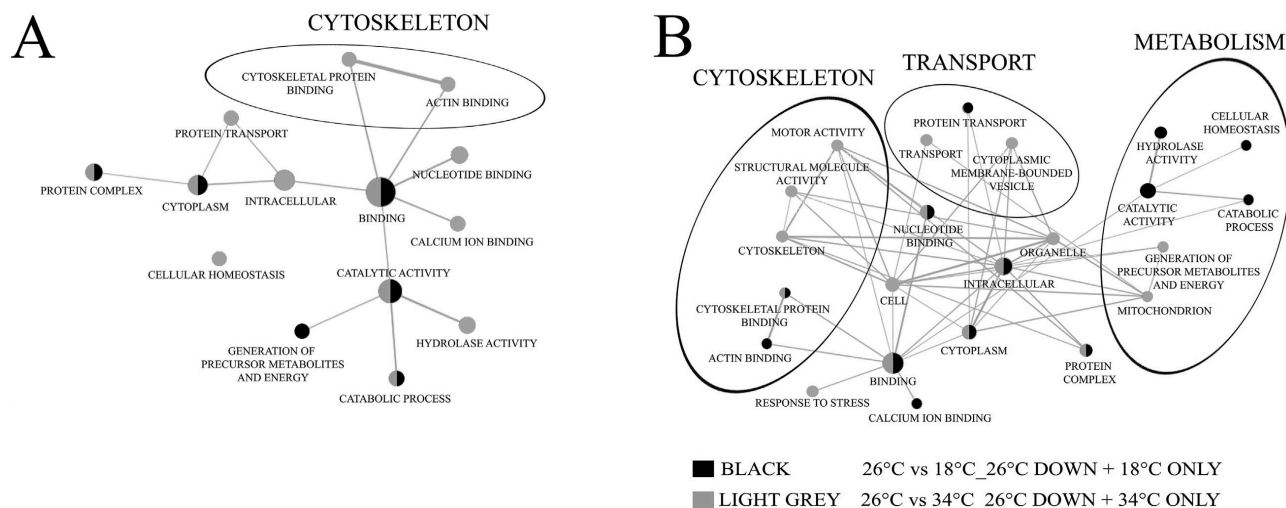 A
CYTOSKELETON
CYTOSKELETAL PROTEIN
BINDING
ACTIN BINDING
PROTEIN TRANSPORT
PROTEIN COMPLEX
CYTOPLASM
INTRACELLULAR
BINDING
NUCLEOTIDE BINDING
CALCIUM ION BINDING
CELLULAR HOMEOSTASIS
CATALYTIC ACTIVITY
GENERATION OF
PRECURSOR METABOLITES
AND ENERGY
HYDROLASE ACTIVITY
CATABOLIC PROCESS
B
CYTOSKELETON
TRANSPORT
METABOLISM
MOTOR ACTIVITY
STRUCTURAL MOLECULE
ACTIVITY
CYTOSKELETON
CYTOSKELETAL PROTEIN
BINDING
ACTIN BINDING
PROTEIN TRANSPORT
TRANSPORT
CYTOPLASMIC
MEMBRANE-BOUNDED
VESICLE
NUCLEOTIDE
BINDING
ORGANELLE
INTRACELLULAR
CELL
CYTOPLASM
BINDING
PROTEIN
COMPLEX
RESPONSE TO STRESS
CALCIUM ION BINDING
CELLULAR
HOMEOSTASIS
HYDROLASE
ACTIVITY
CATALYTIC
ACTIVITY
CATABOLIC
PROCESS
GENERATION OF
PRECURSOR METABOLITES
AND ENERGY
MITOCHONDRION
BLACK 26°C vs 18°C_26°C DOWN + 18°C ONLY
LIGHT GREY 26°C vs 34°C_26°C DOWN + 34°C ONLY